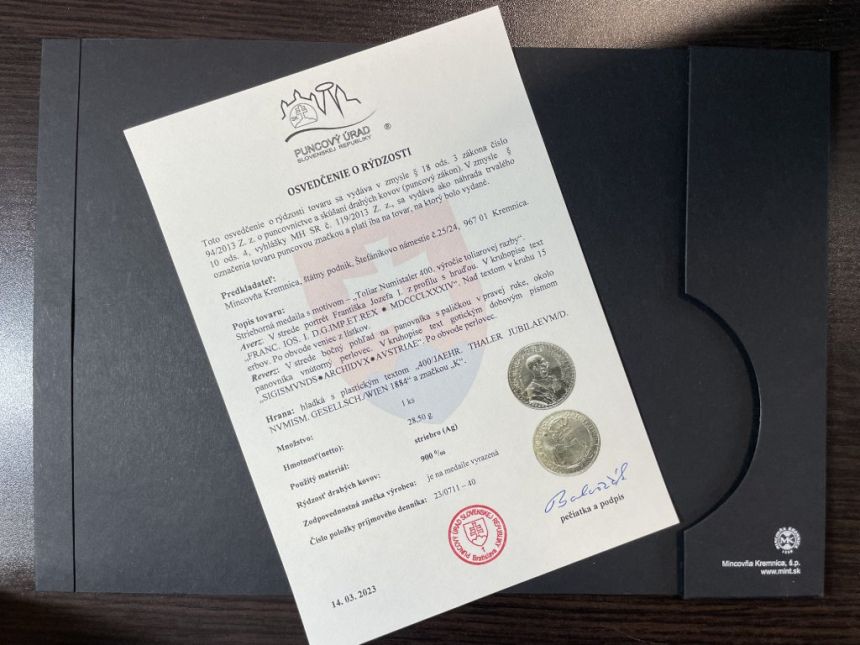 PUNCOVÝ ÚRAD ®
SLOVENSKEJ REPUBLIKY
OSVEDČENIE O RÝDZOSTI
Toto osvedčenie o rýdzosti tovaru sa vydáva v zmysle § 18 ods. 3 zákona číslo
94/2013 Z. z. o puncovníctve a skúšaní drahých kovov (puncový zákon). V zmysle §
10 ods. 4, vyhlášky MH SR č. 119/2013 Z. z., sa vydáva ako náhrada trvalého
označenia tovaru puncovou značkou a platí iba na tovar, na ktorý bolo vydané.
Predkladateľ:
Mincovňa Kremnica, štátny podnik, Štefánikovo námestie č.25/24, 967 01 Kremnica.
Popis tovaru:
Strieborná medaila s motívom – „Toliar Numistaler 400. výročie toliarovej razby".
Averz: V strede portrét Františka Jozefa I. z profilu s hruďou. V kruhopise text
„FRANC. IOS. I. D.G.IMP.ET REX ● MDCCCLXXXIV". Nad textom v kruhu 15
erbov. Po obvode veniec z lístkov.
Reverz: V strede bočný pohľad na panovníka s paličkou v pravej ruke, okolo
panovníka vnútorný perlovec. V kruhopise text gotickým dobovým písmom
„SIGISMVNDS●ARCHIDVX●AVSTRIAE". Po obvode perlovec.
Hrana: hladká s plastickým textom „400/JAEHR. THALER JUBILAEVM/D.
NVMISM. GESELLSCH./WIEN 1884" a značkou „K".
Množstvo: 1 ks
Hmotnosť(netto): 28,50 g
Použitý materiál: striebro (Ag)
Rýdzosť drahých kovov: 900 ‰
Zodpovednostná značka výrobcu: je na medaile vyrazená
Číslo položky príjmového denníka: 23/0711 – 40
PUNCOVÝ ÚRAD SLOVENSKEJ REPUBLIKY
Bratislava
1
pečiatka a podpis
14. 03. 2023
MK
Mincovňa Kremnica, š.p.
www.mint.sk